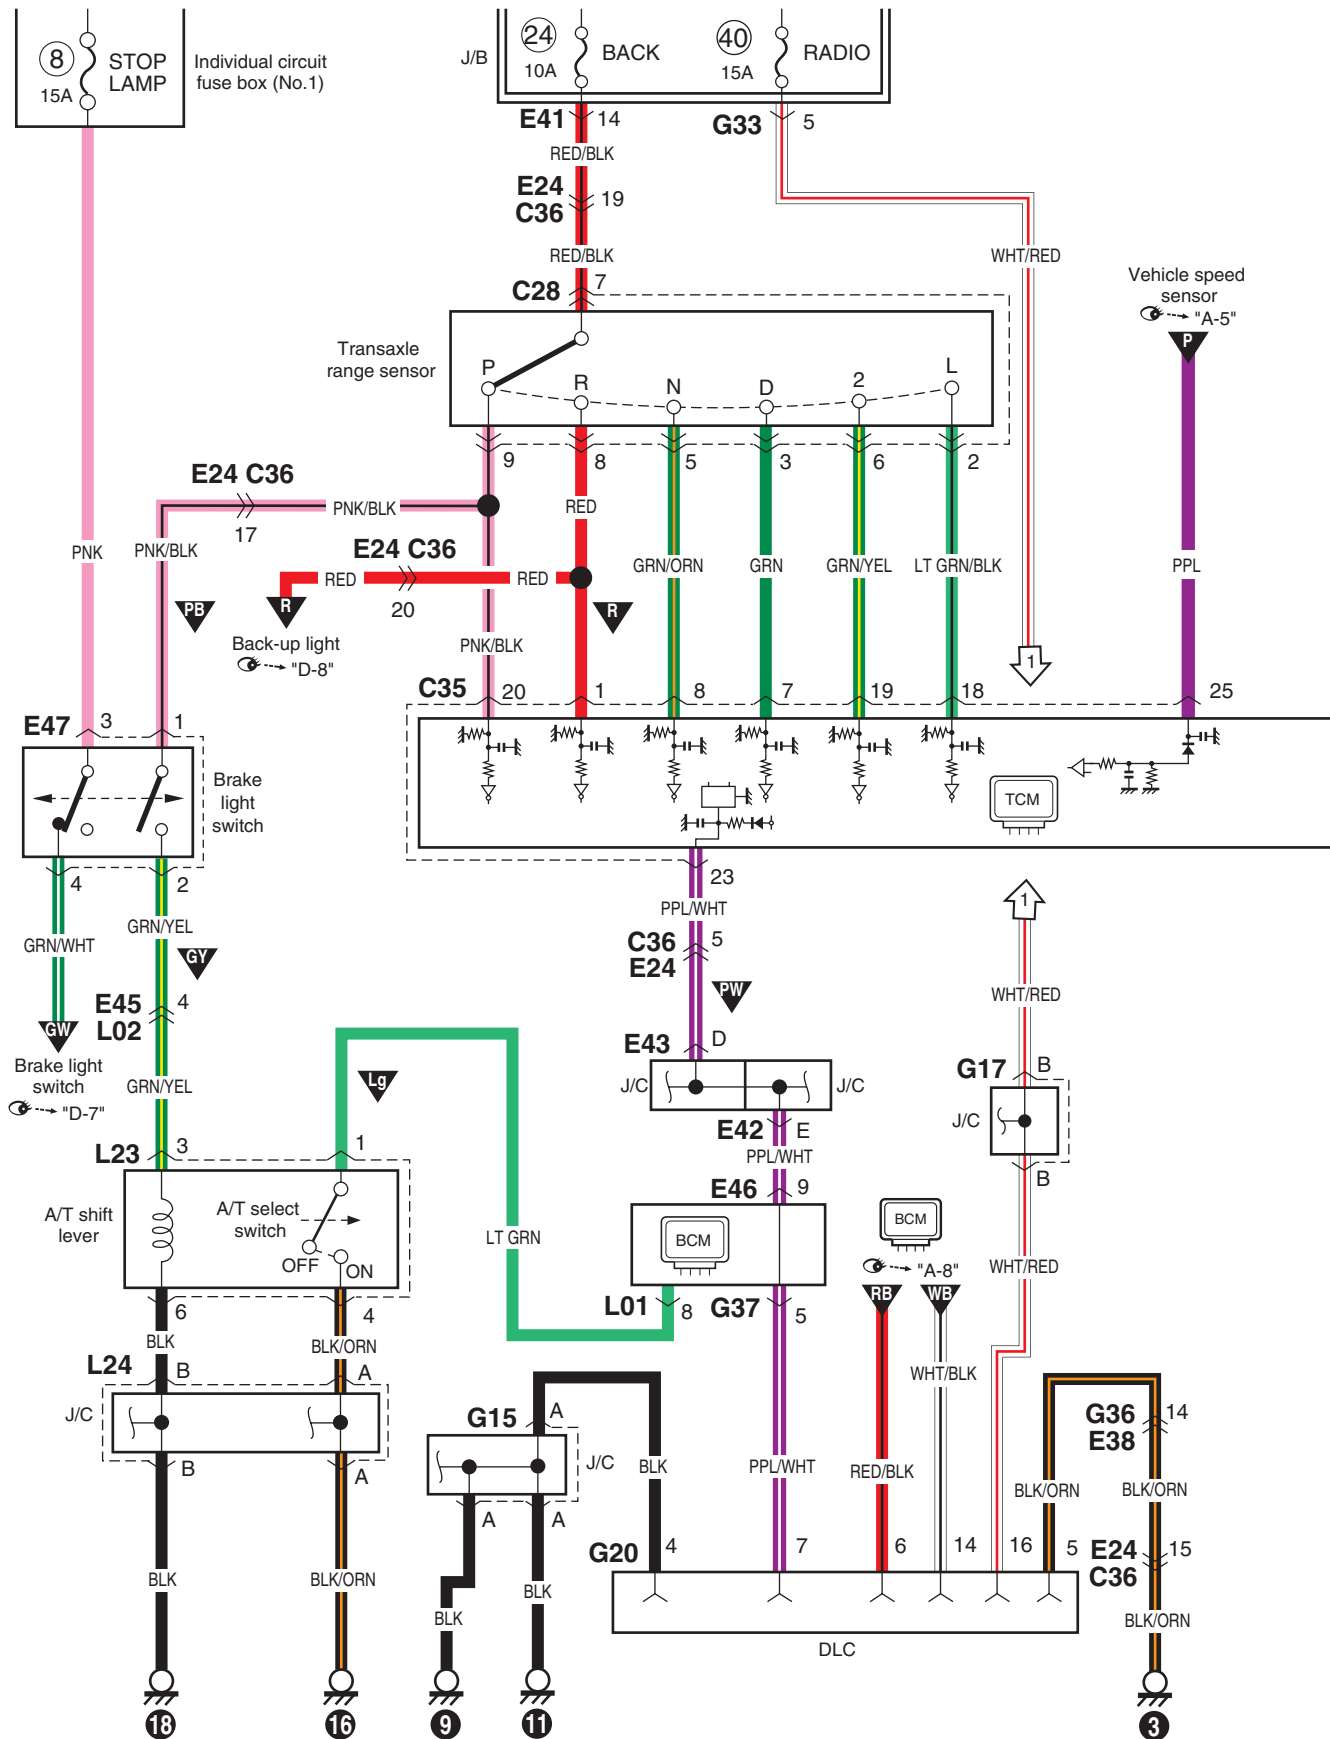 8
STOP
LAMP
15A
Individual circuit
fuse box (No.1)
J/B
24
10A
BACK
40
15A
RADIO
E41
14
G33
5
RED/BLK
E24
C36
19
RED/BLK
WHT/RED
C28
7
Vehicle speed
sensor
"A-5"
P
Transaxle
range sensor
P
R
N
D
2
L
9
8
5
3
6
2
E24 C36
17
PNK/BLK
RED
PNK
PNK/BLK
E24 C36
RED
RED
20
GRN/ORN
GRN
GRN/YEL
LT GRN/BLK
PPL
PB
R
R
Back-up light
"D-8"
PNK/BLK
1
C35
20
1
8
7
19
18
25
E47
3
1
Brake
light
switch
TCM
4
2
23
GRN/YEL
GRN/WHT
GY
PPL/WHT
C36
E24
5
1
PW
WHT/RED
E45
L02
4
GW
Brake light
switch
"D-7"
GRN/YEL
Lg
E43
D
J/C
J/C
G17
B
J/C
B
E42
E
PPL/WHT
L23
3
1
E46
9
A/T shift
lever
A/T select
switch
OFF
ON
LT GRN
BCM
BCM
"A-8"
WHT/RED
RB
WB
6
4
L01
8
G37
5
BLK
BLK/ORN
L24
B
A
J/C
B
A
WHT/BLK
G15
A
J/C
A
A
BLK
PPL/WHT
RED/BLK
BLK/ORN
G36
E38
14
BLK/ORN
G20
4
7
6
14
16
5
E24
C36
15
BLK
BLK/ORN
BLK
BLK
BLK/ORN
DLC
18
16
9
11
3